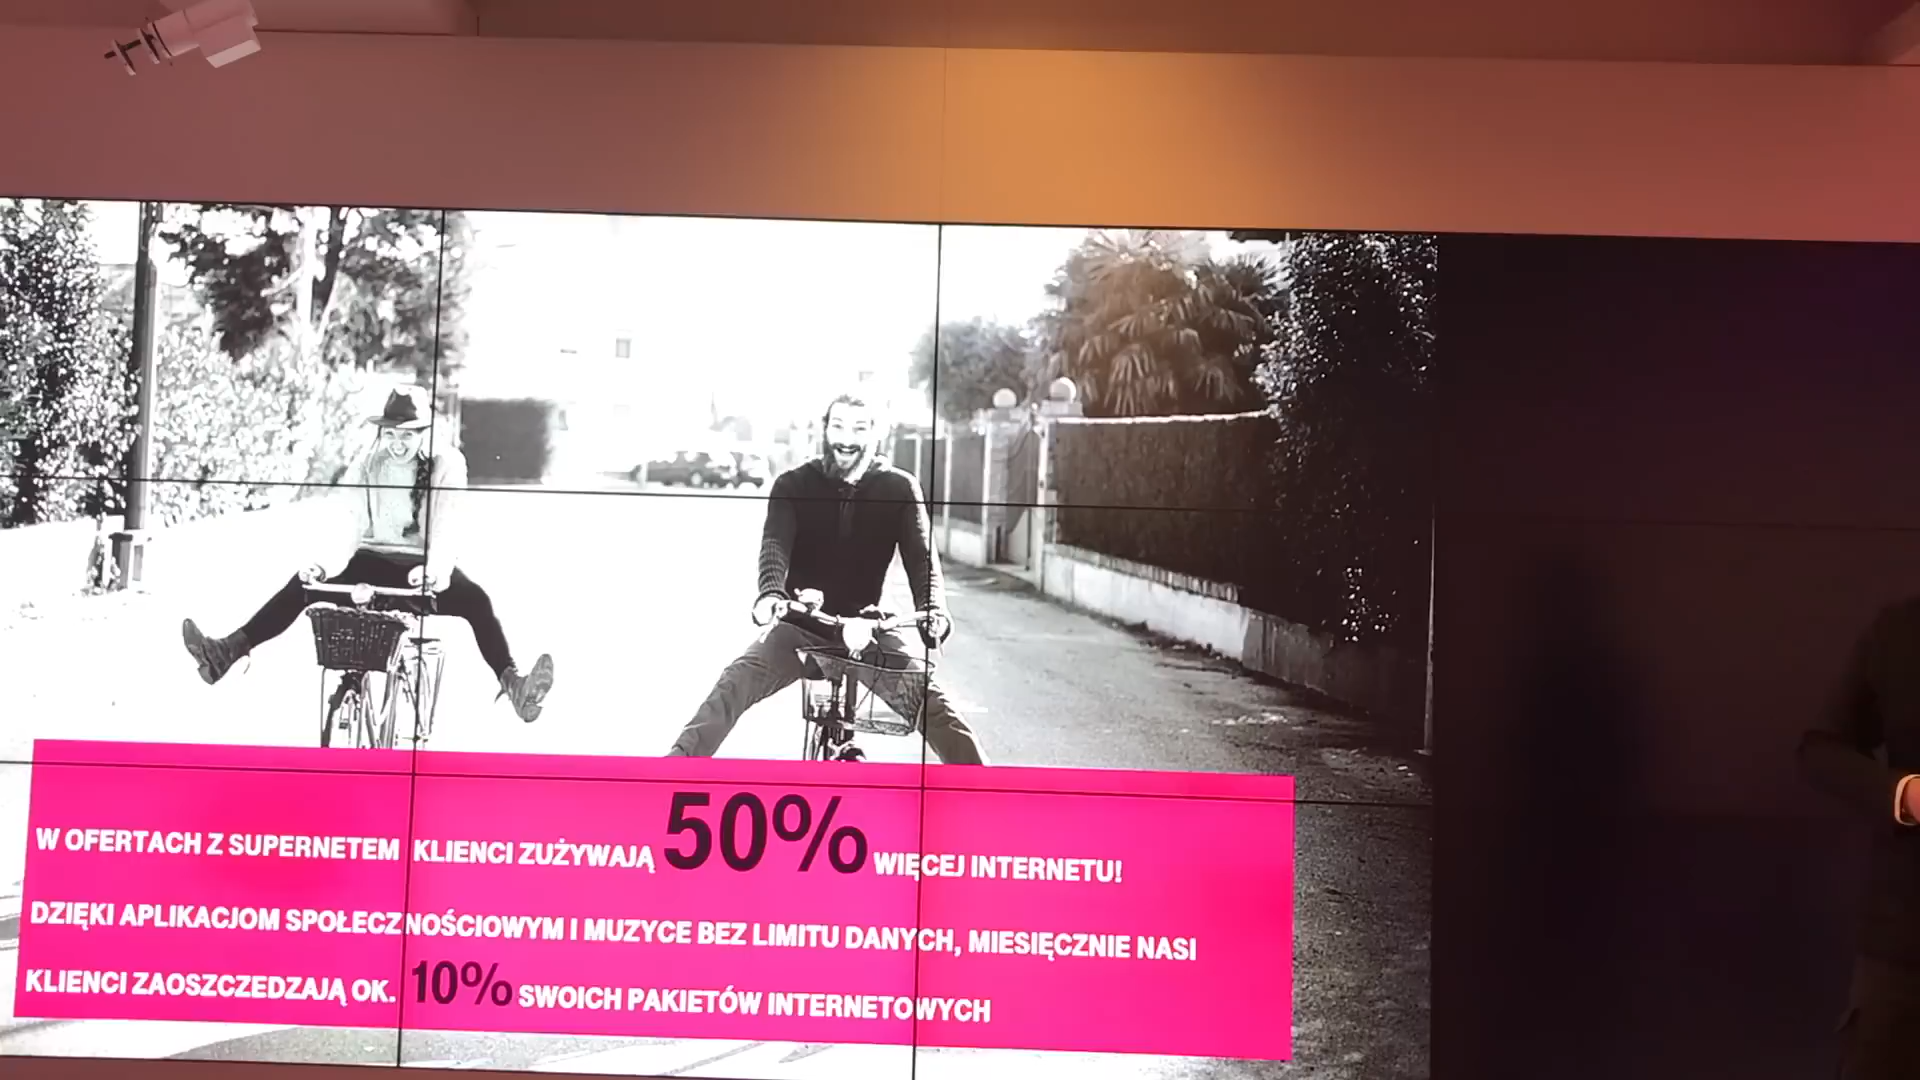 W OFERTACH Z SUPERNETEM KLIENCI ZUŻYWAJĄ 50% WIĘCEJ INTERNETU!
DZIĘKI APLIKACJOM SPOŁECZNOŚCIOWYM I MUZYCE BEZ LIMITU DANYCH, MIESIĘCZNIE NASI
KLIENCI ZAOSZCZEDZAJĄ OK. 10% SWOICH PAKIETÓW INTERNETOWYCH